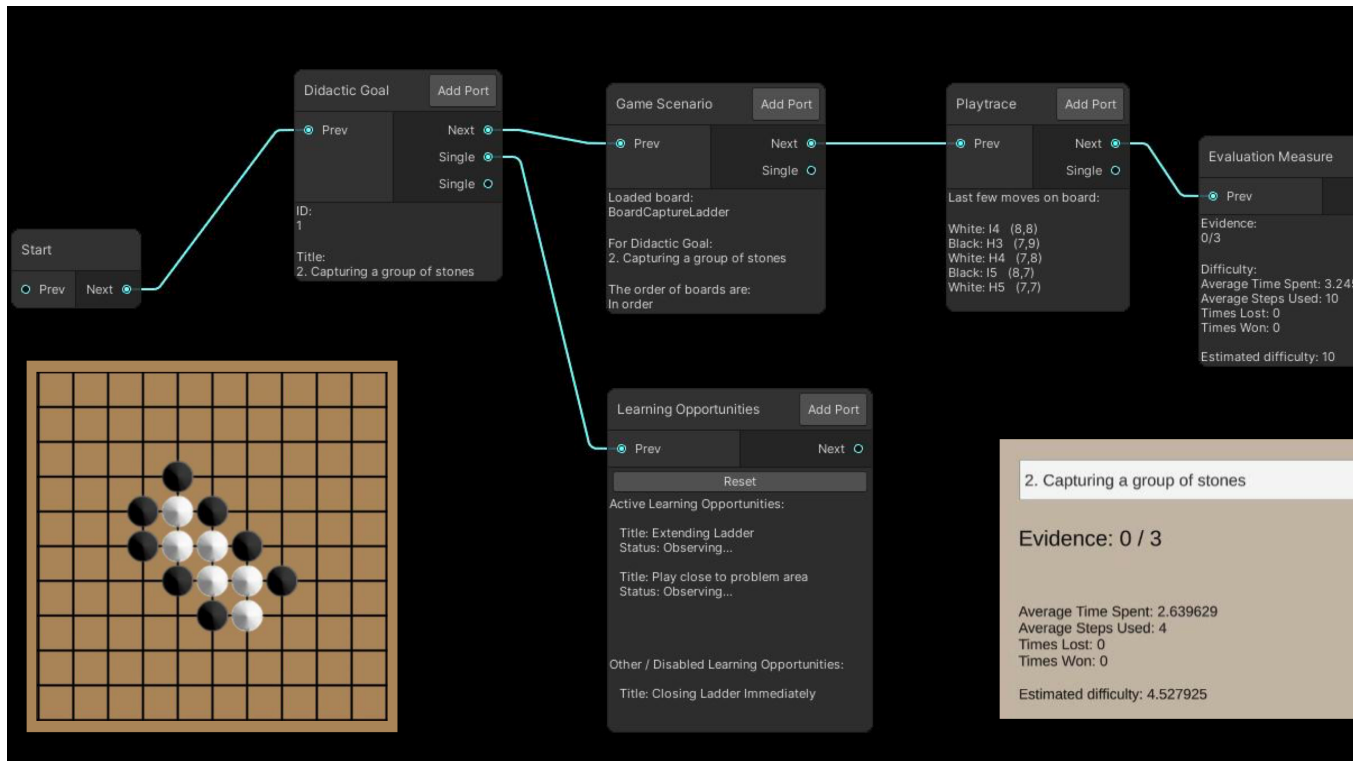 Start
Prev Next
Didactic Goal Add Port
Prev Next
Single
Single
ID:
1
Title:
2. Capturing a group of stones
Game Scenario Add Port
Prev Next
Single
Loaded board:
BoardCaptureLadder
For Didactic Goal:
2. Capturing a group of stones
The order of boards are:
In order
Playtrace Add Port
Prev Next
Single
Last few moves on board:
White: I4 (8,8)
Black: H3 (7,9)
White: H4 (7,8)
Black: I5 (8,7)
White: H5 (7,7)
Evaluation Measure
Prev
Evidence:
0/3
Difficulty:
Average Time Spent: 3.249
Average Steps Used: 10
Times Lost: 0
Times Won: 0
Estimated difficulty: 10
Learning Opportunities Add Port
Prev Next
Reset
Active Learning Opportunities:
Title: Extending Ladder
Status: Observing...
Title: Play close to problem area
Status: Observing...
Other / Disabled Learning Opportunities:
Title: Closing Ladder Immediately
2. Capturing a group of stones
Evidence: 0 / 3
Average Time Spent: 2.639629
Average Steps Used: 4
Times Lost: 0
Times Won: 0
Estimated difficulty: 4.527925